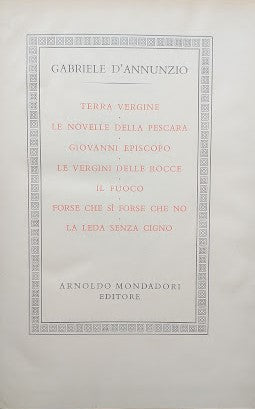 GABRIELE D'ANNUNZIO
TERRA VERGINE
LE NOVELLE DELLA PESCARA
GIOVANNI EPISCOPO
LE VERGINI DELLE ROCCE
IL FUOCO
FORSE CHE SÌ FORSE CHE NO
LA LEDA SENZA CIGNO
ARNOLDO MONDADORI
EDITORE